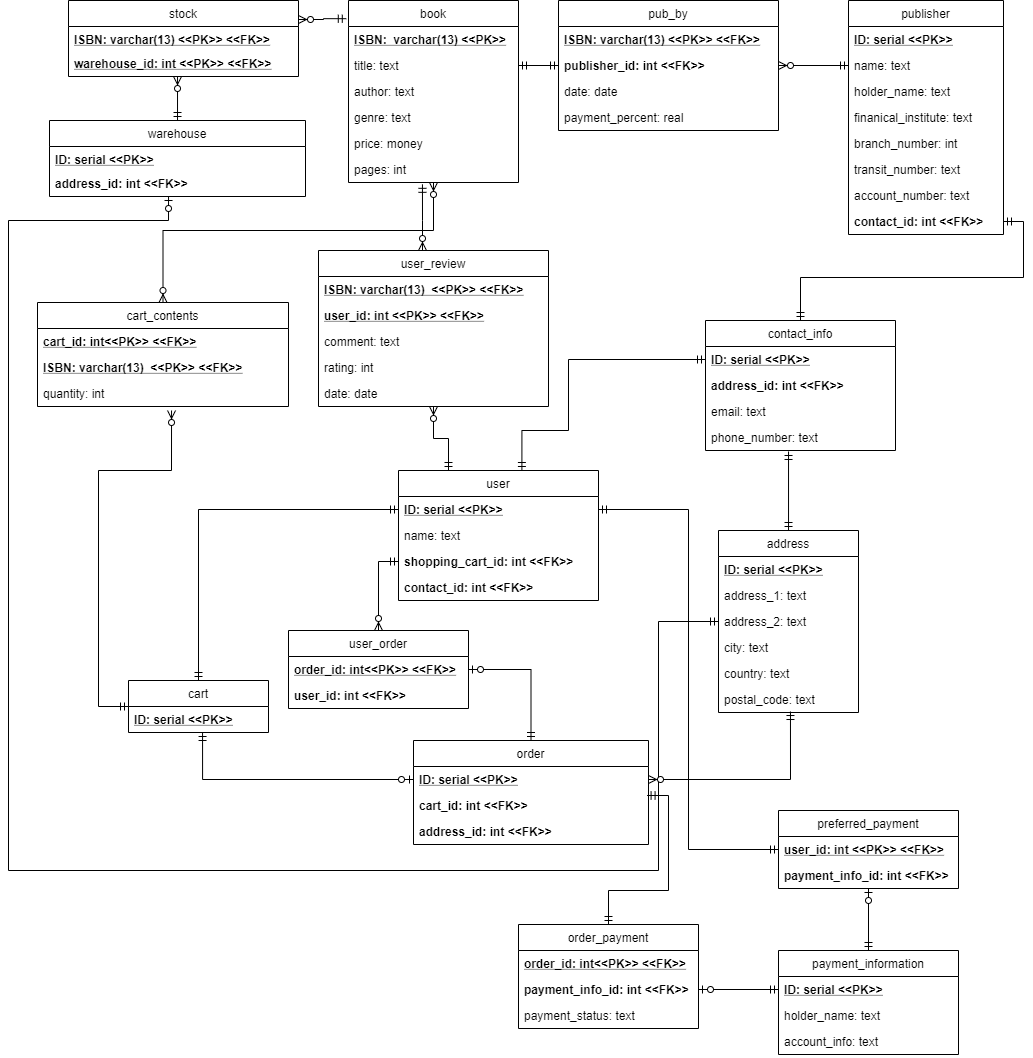 stock
ISBN: varchar(13) <<PK>> <<FK>>
warehouse_id: int <<PK>> <<FK>>
book
ISBN:  varchar(13) <<PK>>
title: text
author: text
genre: text
price: money
pages: int
pub_by
ISBN: varchar(13) <<PK>> <<FK>>
publisher_id: int <<FK>>
date: date
payment_percent: real
publisher
ID: serial <<PK>>
name: text
holder_name: text
finanical_institute: text
branch_number: int
transit_number: text
account_number: text
contact_id: int <<FK>>
warehouse
ID: serial <<PK>>
address_id: int <<FK>>
user_review
ISBN: varchar(13)  <<PK>> <<FK>>
user_id: int <<PK>> <<FK>>
comment: text
rating: int
date: date
cart_contents
cart_id: int<<PK>> <<FK>>
ISBN: varchar(13)  <<PK>> <<FK>>
quantity: int
contact_info
ID: serial <<PK>>
address_id: int <<FK>>
email: text
phone_number: text
user
ID: serial <<PK>>
name: text
shopping_cart_id: int <<FK>>
contact_id: int <<FK>>
address
ID: serial <<PK>>
address_1: text
address_2: text
city: text
country: text
postal_code: text
user_order
order_id: int<<PK>> <<FK>>
user_id: int <<FK>>
cart
ID: serial <<PK>>
order
ID: serial <<PK>>
cart_id: int <<FK>>
address_id: int <<FK>>
preferred_payment
user_id: int <<PK>> <<FK>>
payment_info_id: int <<FK>>
order_payment
order_id: int<<PK>> <<FK>>
payment_info_id: int <<FK>>
payment_status: text
payment_information
ID: serial <<PK>>
holder_name: text
account_info: text